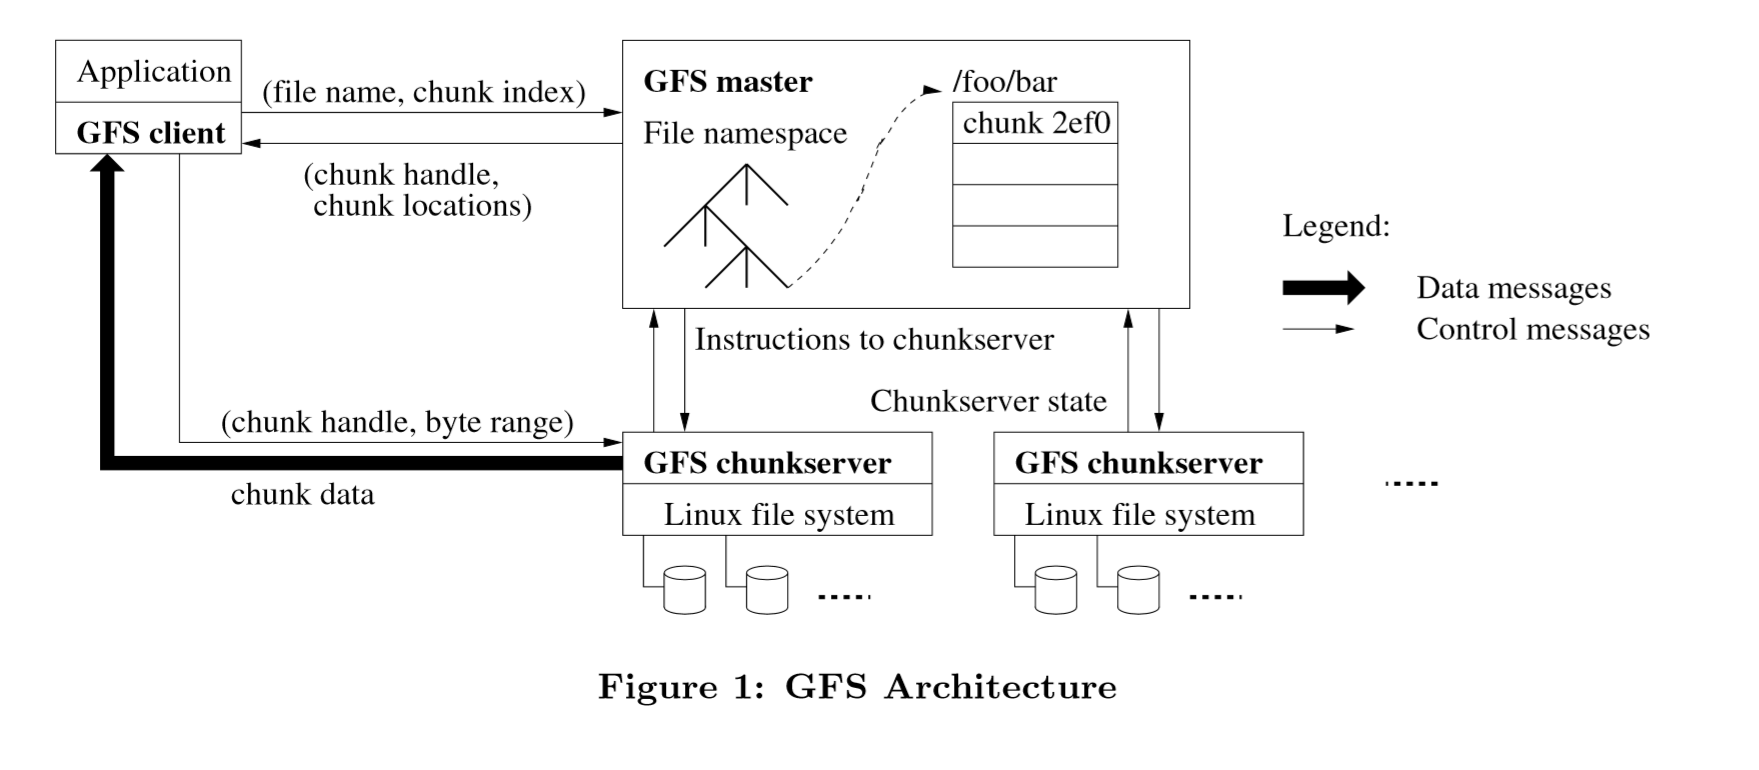 Application
GFS client
(file name, chunk index)
(chunk handle,
chunk locations)
GFS master
File namespace
/foo/bar
chunk 2ef0
Legend:
Data messages
Control messages
Instructions to chunkserver
Chunkserver state
(chunk handle, byte range)
chunk data
GFS chunkserver
Linux file system
GFS chunkserver
Linux file system
Figure 1: GFS Architecture